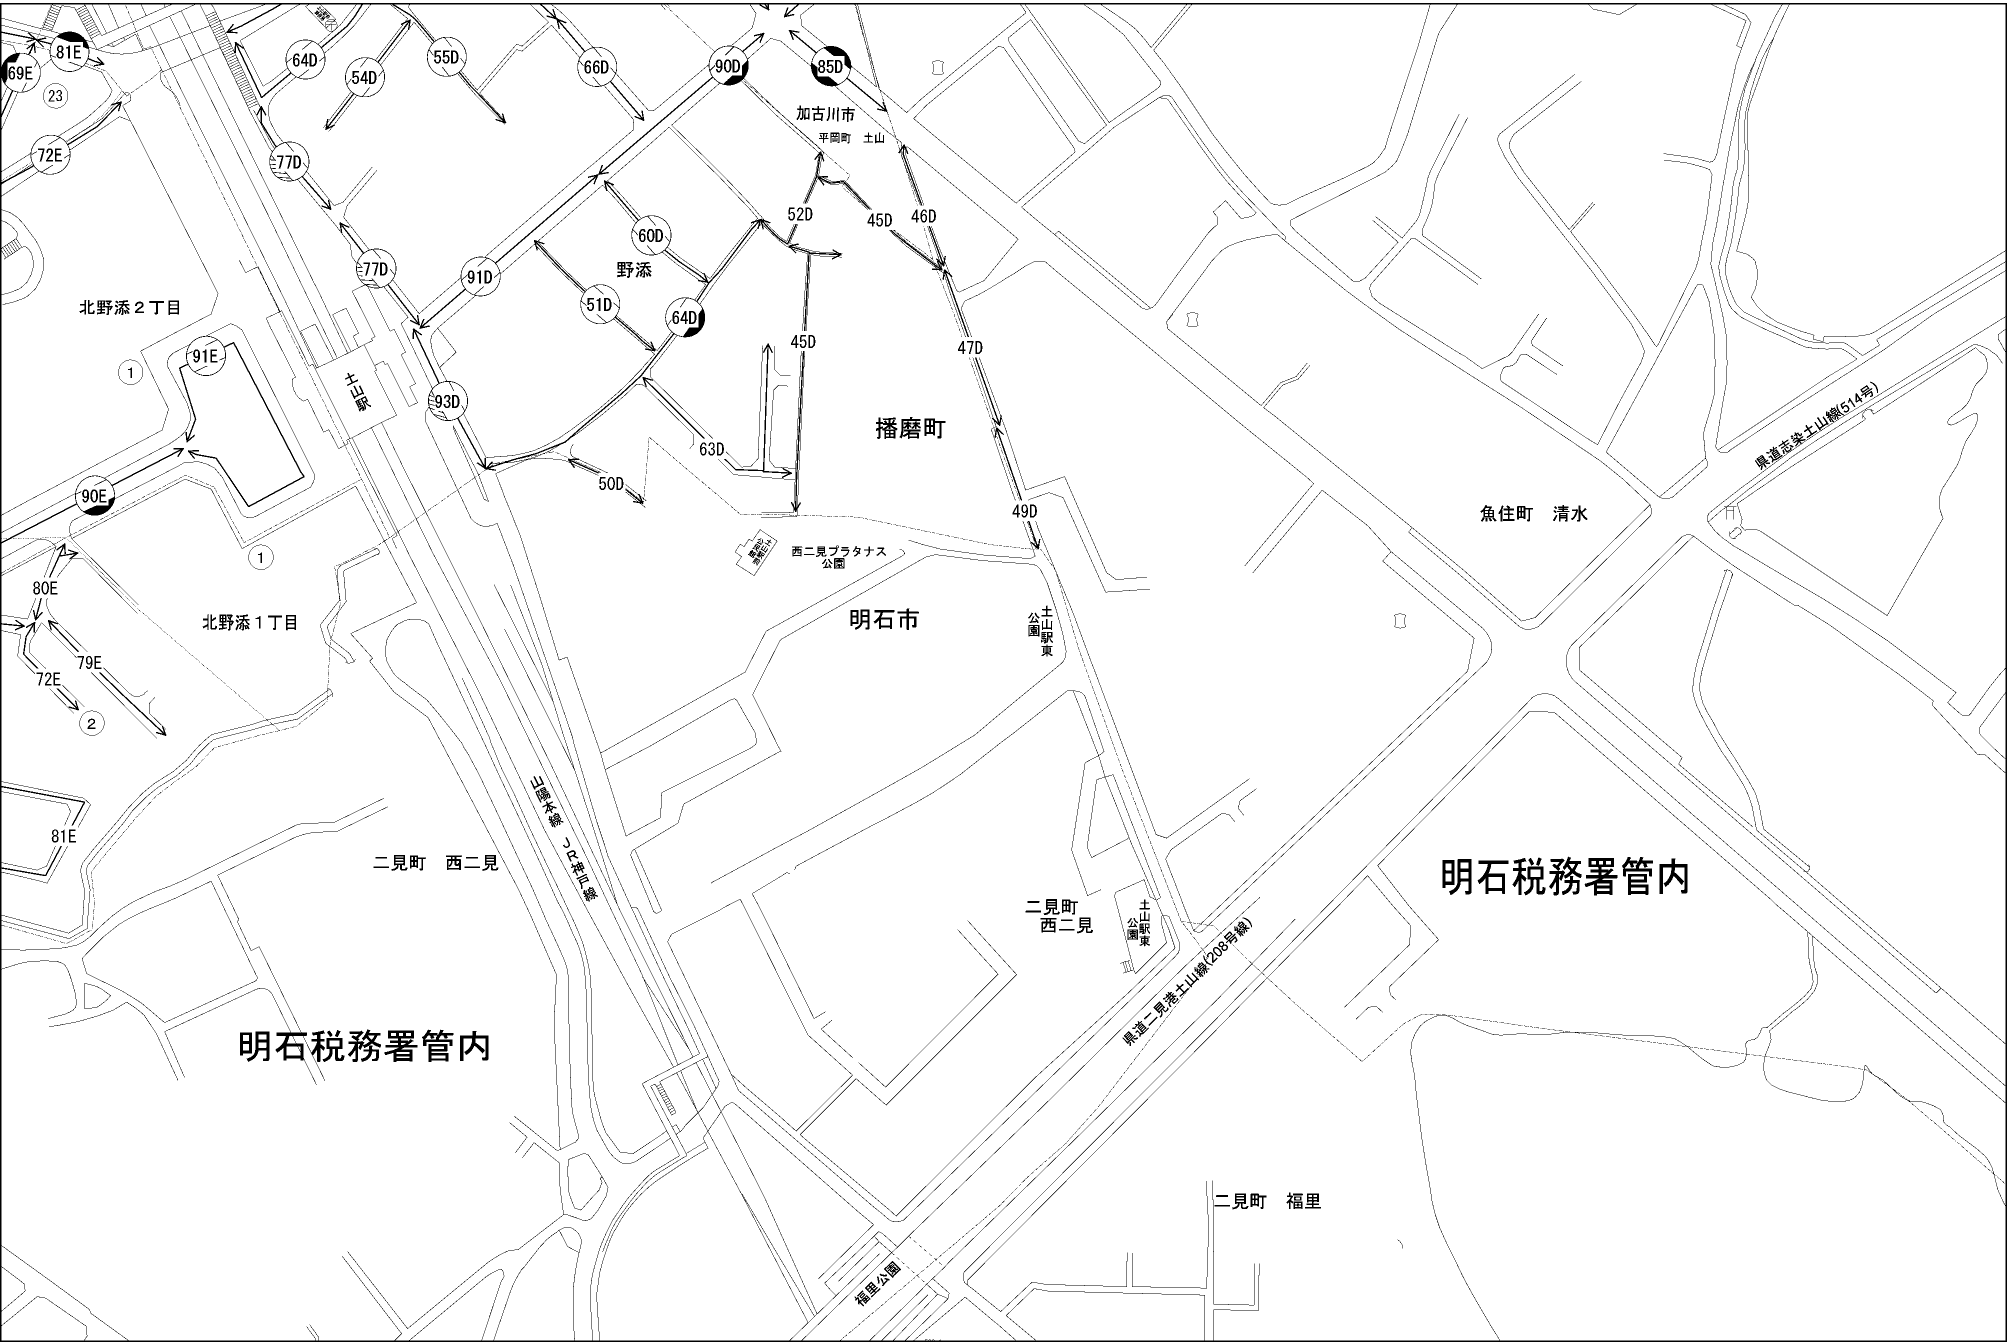 81E
69E
23
72E
64D
54D
55D
66D
90D
85D
加古川市
平岡町　土山
77D
77D
91D
60D
野添
51D
64D
52D
45D
46D
45D
47D
北野添２丁目
91E
1
土山駅
93D
63D
50D
49D
播磨町
県道志染土山線(514号)
魚住町　清水
90E
1
西二見プラタナス
公園
80E
79E
72E
2
北野添１丁目
明石市
土山駅東
公園
81E
山陽本線　ＪＲ神戸線
二見町　西二見
二見町
西二見
土山駅東
公園
県道二見港土山線(208号線)
明石税務署管内
明石税務署管内
二見町　福里
福里公園